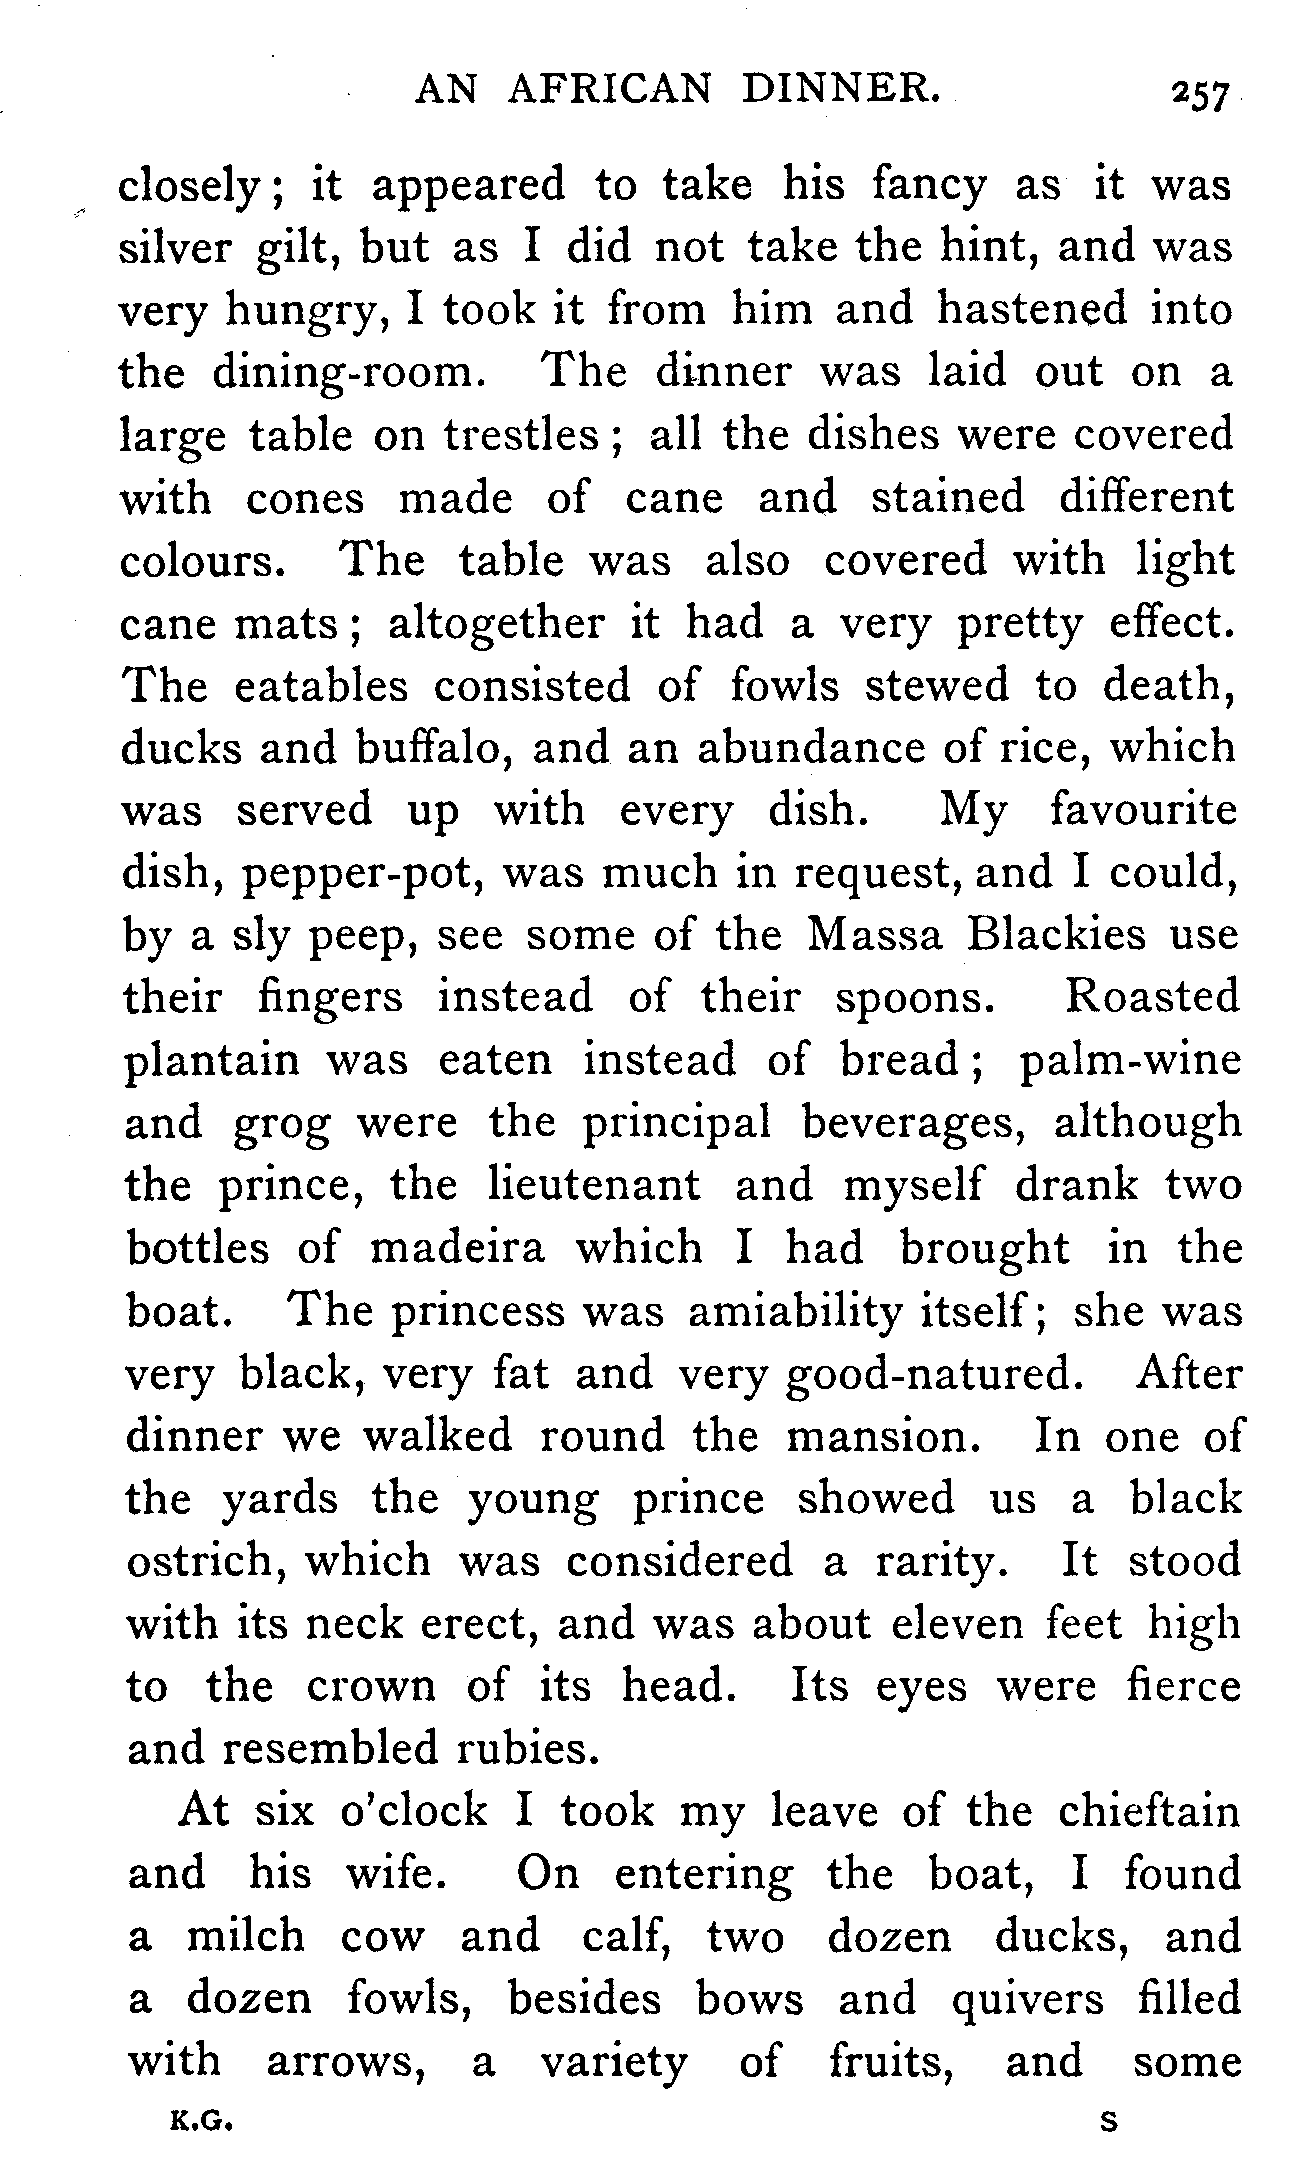 AN AFRICAN DINNER. 257
closely; it appeared to take his fancy as it was
silver gilt, but as I did not take the hint, and was
very hungry, I took it from him and hastened into
the dining-room. The dinner was laid out on a
large table on trestles; all the dishes were covered
with cones made of cane and stained different
colours. The table was also covered with light
cane mats; altogether it had a very pretty effect.
The eatables consisted of fowls stewed to death,
ducks and buffalo, and an abundance of rice, which
was served up with every dish. My favourite
dish, pepper-pot, was much in request, and I could,
by a sly peep, see some of the Massa Blackies use
their fingers instead of their spoons. Roasted
plantain was eaten instead of bread; palm-wine
and grog were the principal beverages, although
the prince, the lieutenant and myself drank two
bottles of madeira which I had brought in the
boat. The princess was amiability itself; she was
very black, very fat and very good-natured. After
dinner we walked round the mansion. In one of
the yards the young prince showed us a black
ostrich, which was considered a rarity. It stood
with its neck erect, and was about eleven feet high
to the crown of its head. Its eyes were fierce
and resembled rubies.
At six o'clock I took my leave of the chieftain
and his wife. On entering the boat, I found
a milch cow and calf, two dozen ducks, and
a dozen fowls, besides bows and quivers filled
with arrows, a variety of fruits, and some
K.G. S